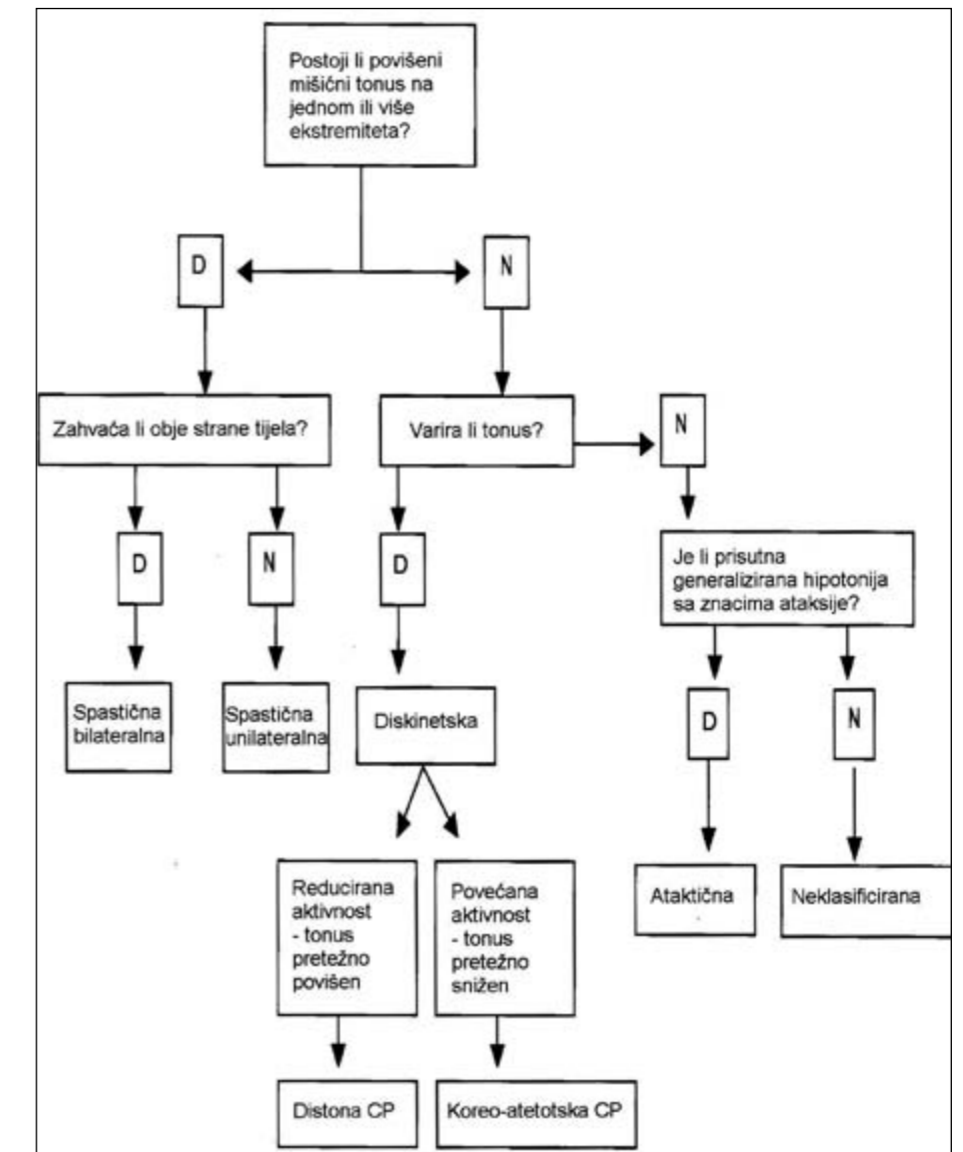 Postoji li povišeni
mišićni tonus na
jednom ili više
ekstremiteta?
D
N
Zahvaća li obje strane tijela?
Varira li tonus?
N
D
N
D
Je li prisutna
generalizirana hipotonija
sa znacima ataksije?
Spastična
bilateralna
Spastična
unilateralna
Diskinetska
D
N
Reducirana
aktivnost
- tonus
pretežno
povišen
Povećana
aktivnost
- tonus
pretežno
snižen
Ataktična
Neklasificirana
Distona CP
Koreo-atetotska CP